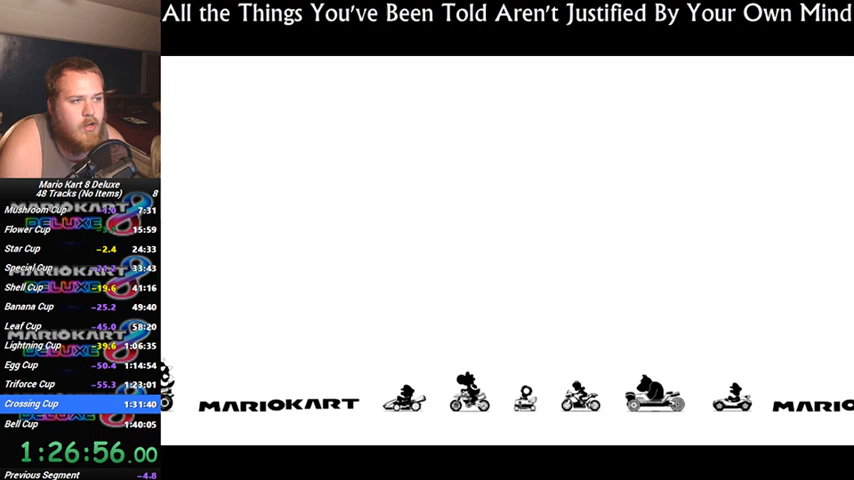 All the Things You've Been Told Aren't Justified By Your Own Mind
Mario Kart 8 Deluxe
48 Tracks (No Items) 8
Mushroom Cup 7:31
Flower Cup 15:59
Star Cup −2.4 24:33
Special Cup 33:43
Shell Cup −19.6 41:16
Banana Cup −25.2 49:40
Leaf Cup −45.0 58:20
Lightning Cup −39.6 1:06:35
Egg Cup −50.4 1:14:54
Triforce Cup −55.3 1:23:01
Crossing Cup 1:31:40
Bell Cup 1:40:05
1:26:56.00
Previous Segment −4.8
MARIOKART
MARIO